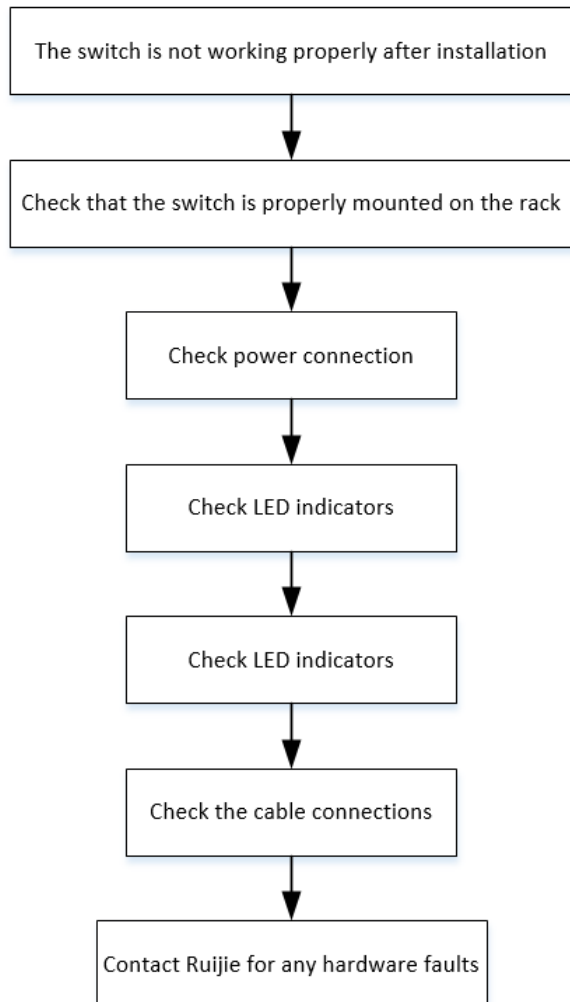 The switch is not working properly after installation
Check that the switch is properly mounted on the rack
Check power connection
Check LED indicators
Check LED indicators
Check the cable connections
Contact Ruijie for any hardware faults